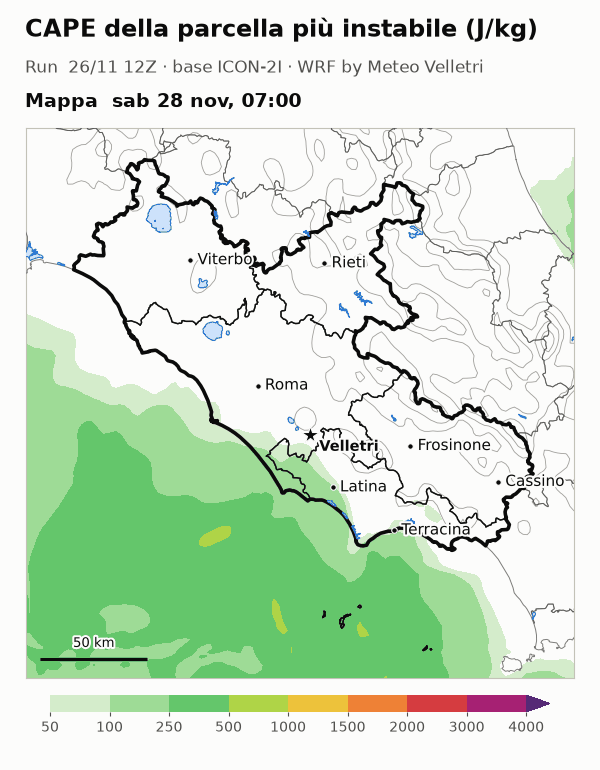 CAPE della parcella più instabile (J/kg)
Run  26/11 12Z · base ICON-2I · WRF by Meteo Velletri
Mappa  sab 28 nov, 07:00
Viterbo
Rieti
Roma
Velletri
Frosinone
Latina
Cassino
Terracina
50 km
50 100 250 500 1000 1500 2000 3000 4000